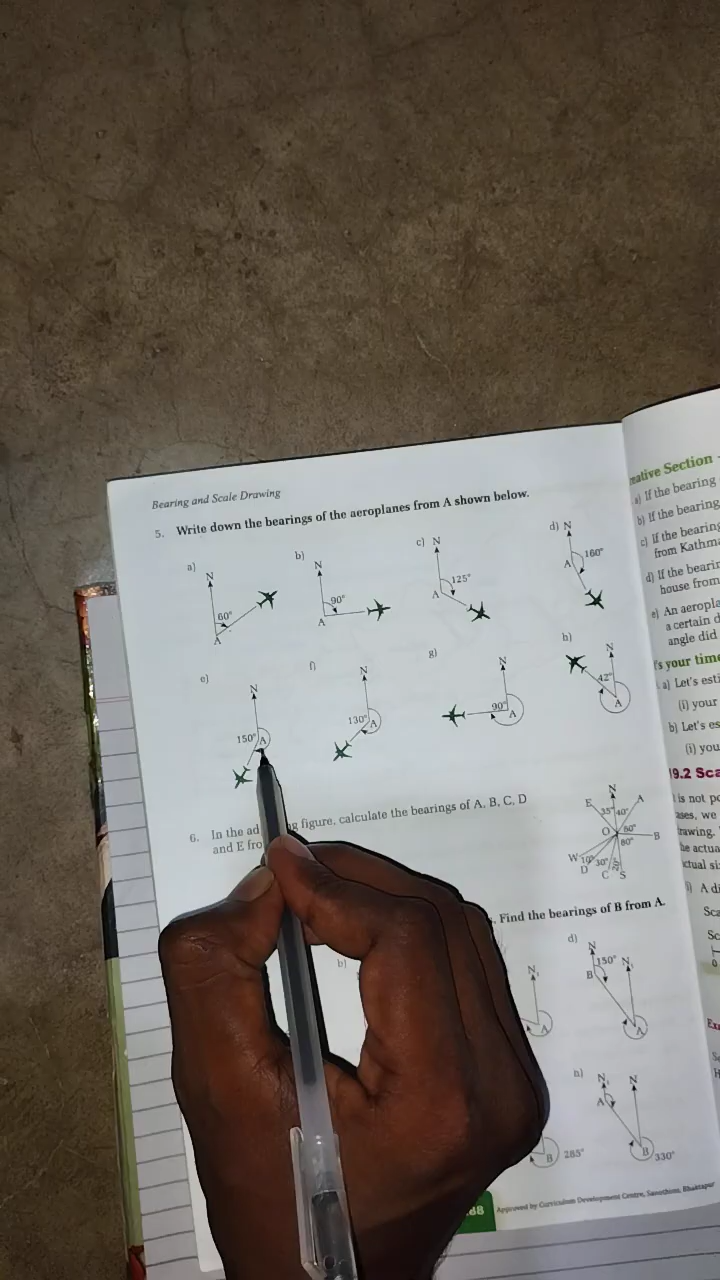 Bearing and Scale Drawing
5. Write down the bearings of the aeroplanes from A shown below.
a) N 60° A
b) N 90° A
c) N 125° A
d) N 160° A
e) N 150° A
f) N 130° A
g) N 90° A
h) N 42° A
6. In the ad g figure, calculate the bearings of A, B, C, D
and E fro
N E A 35° 40° O 60° B 80° W 10° 30° D C S
Find the bearings of B from A.
b)
N A
d) N 150° N B A
B 285°
h) N N A B 330°
88
Approved by Curriculum Development Centre, Sanothimi, Bhaktapur
eative Section
a) If the bearing
b) If the bearing
c) If the bearing
from Kathm
d) If the bearin
house from
e) An aeropla
a certain d
angle did
's your time
a) Let's esti
(i) your
b) Let's es
(i) you
9.2 Sca
is not po
ases, we
rawing.
he actua
ctual si
i) A di
Sca
Sc
0